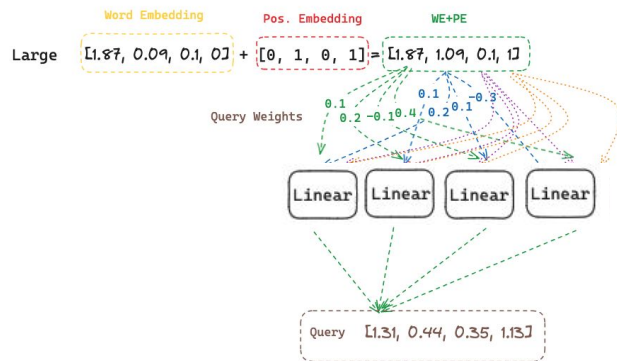 Word Embedding Pos. Embedding WE+PE
Large [1.87, 0.09, 0.1, 0] + [0, 1, 0, 1] = [1.87, 1.09, 0.1, 1]
0.1 0.2 -0.1 0.4 0.1 0.2 0.1 -0.3
Query Weights
Linear Linear Linear Linear
Query [1.31, 0.44, 0.35, 1.13]